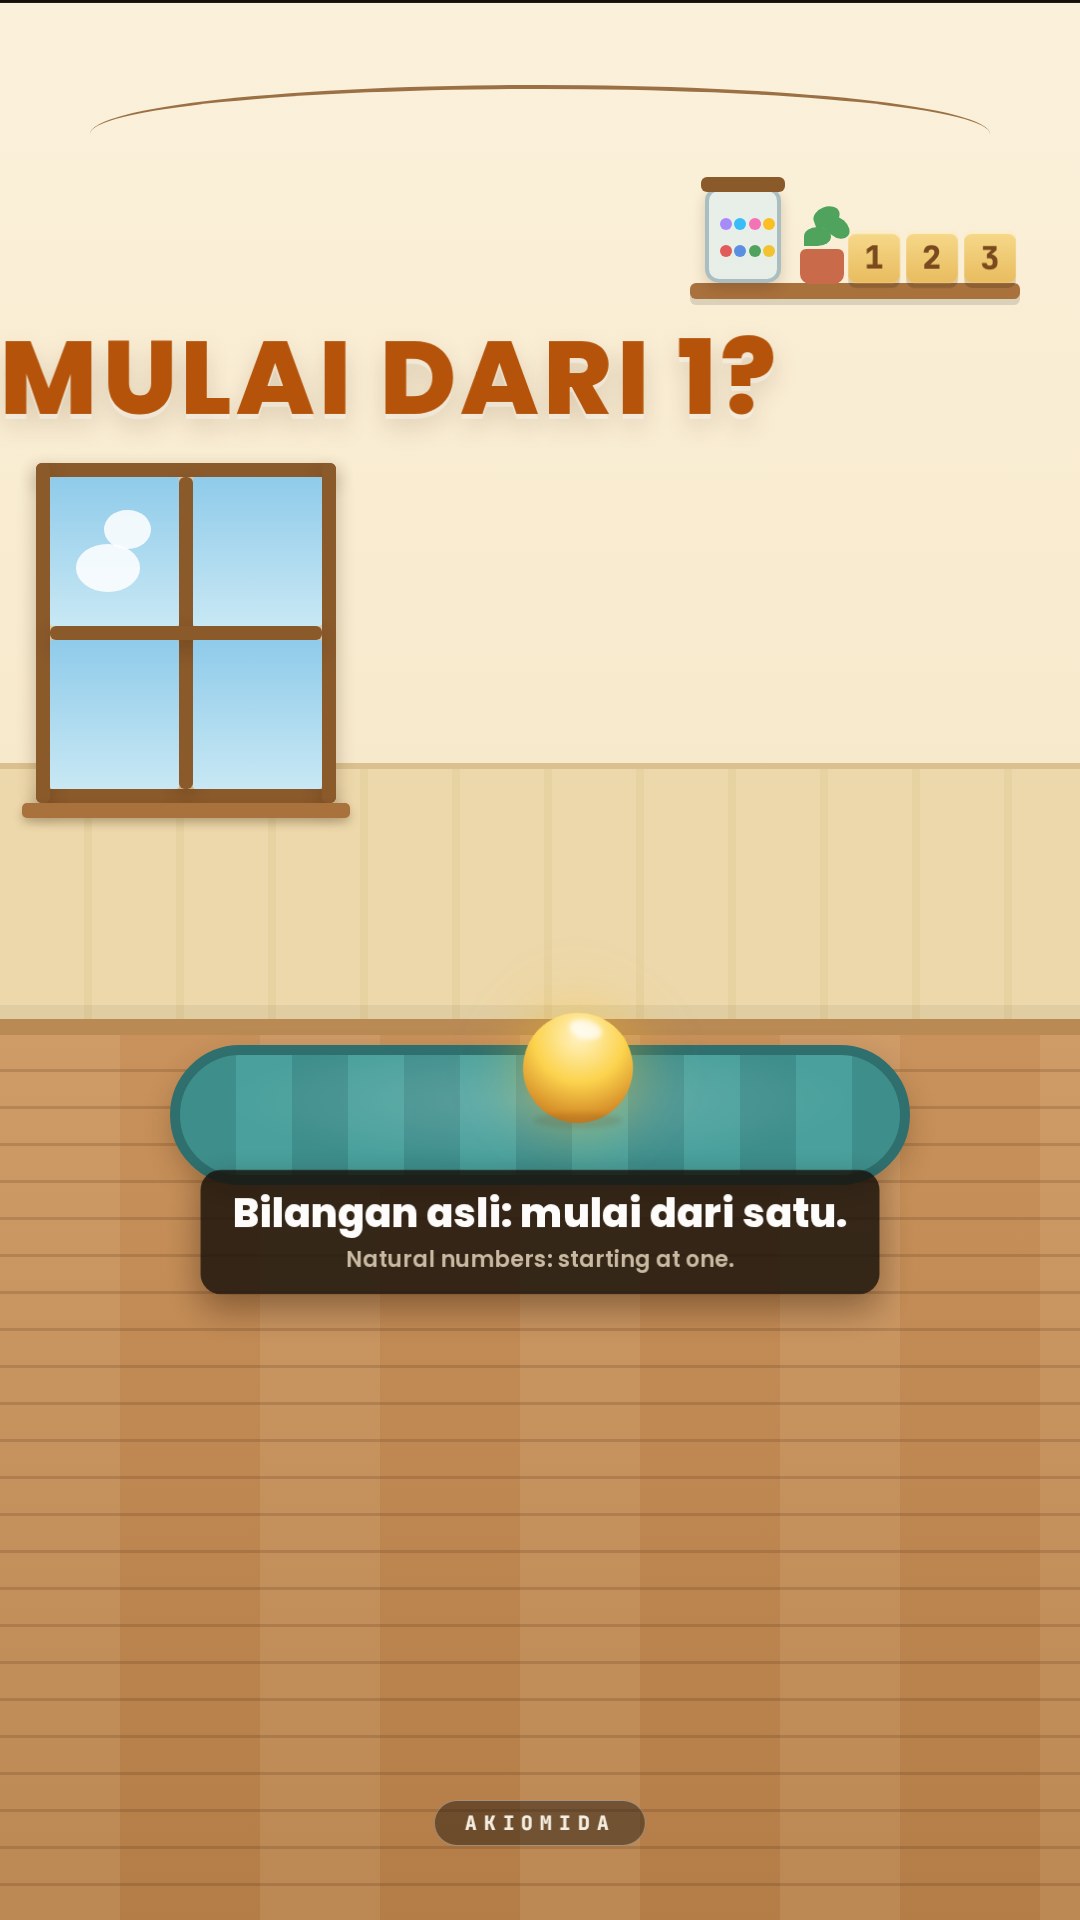 1 2 3
MULAI DARI 1?
Bilangan asli: mulai dari satu.
Natural numbers: starting at one.
AKIOMIDA